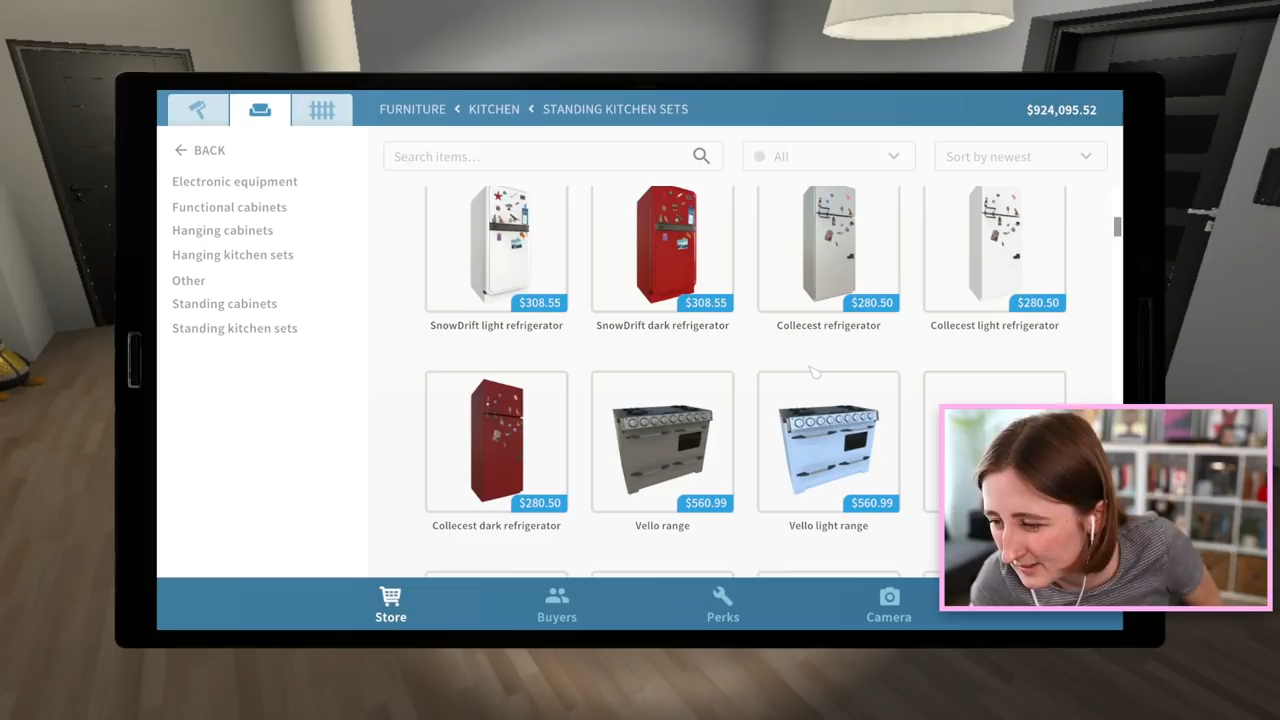 FURNITURE < KITCHEN < STANDING KITCHEN SETS
$924,095.52
BACK
Search items...
All
Sort by newest
Electronic equipment
Functional cabinets
Hanging cabinets
Hanging kitchen sets
Other
Standing cabinets
Standing kitchen sets
$308.55
$308.55
$280.50
$280.50
SnowDrift light refrigerator
SnowDrift dark refrigerator
Collecest refrigerator
Collecest light refrigerator
$280.50
$560.99
$560.99
Collecest dark refrigerator
Vello range
Vello light range
Store
Buyers
Perks
Camera